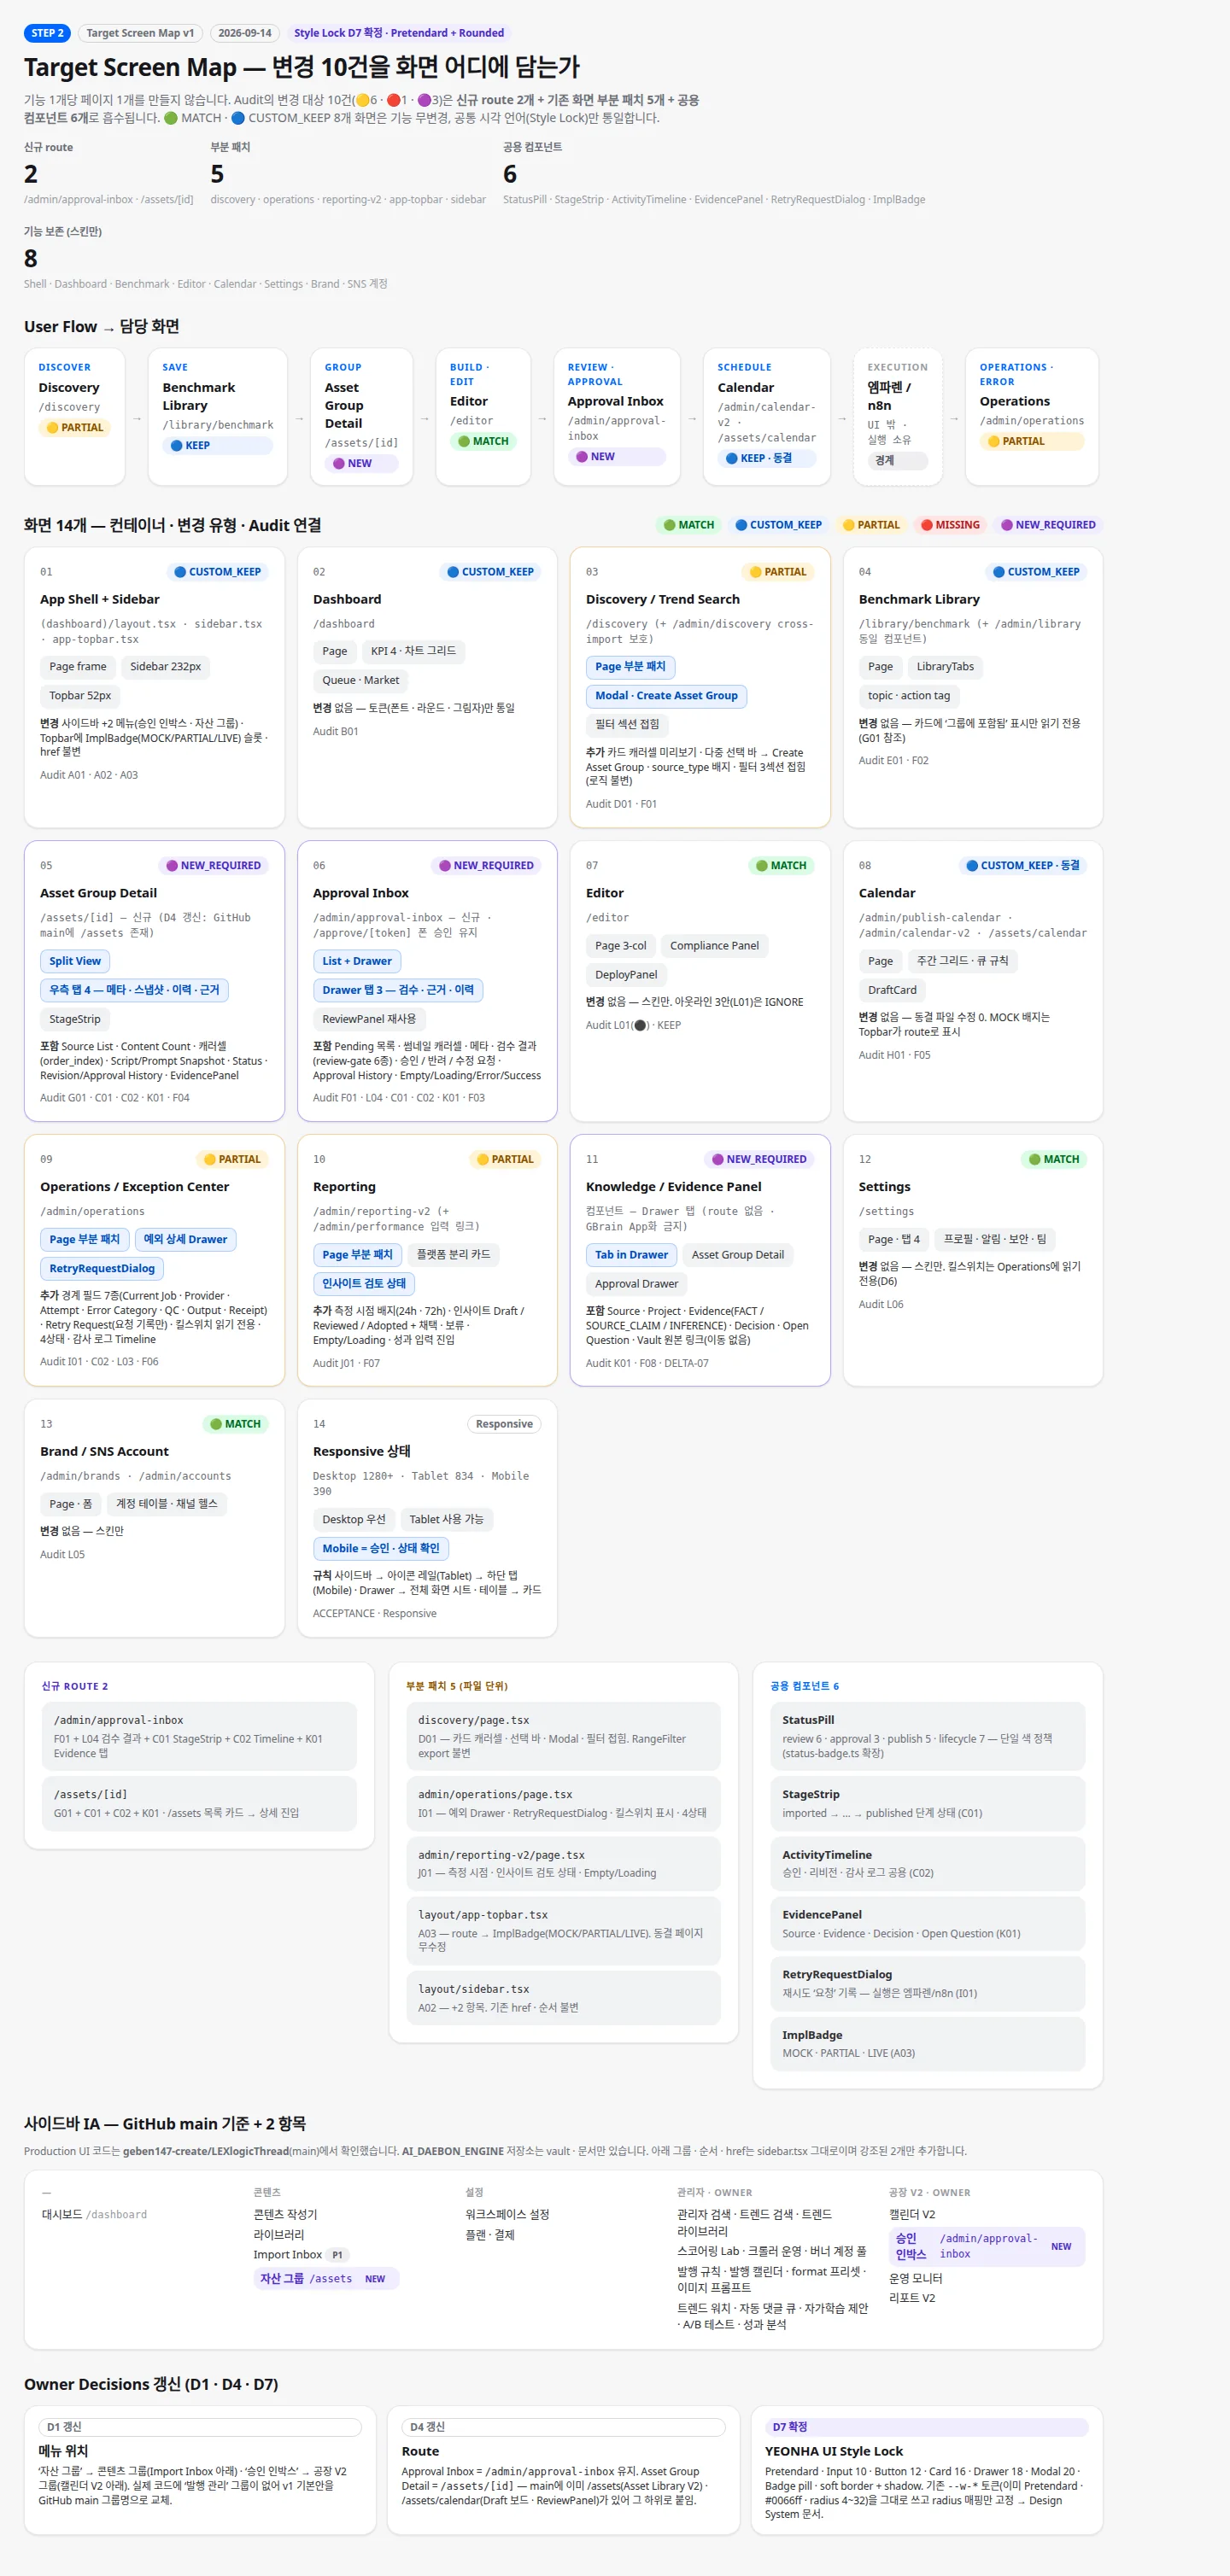 STEP 2 Target Screen Map v1 2026-09-14 Style Lock D7 확정 · Pretendard + Rounded
Target Screen Map — 변경 10건을 화면 어디에 담는가
기능 1개당 페이지 1개를 만들지 않습니다. Audit의 변경 대상 10건(🟡6 · 🔴1 · 🟣3)은 신규 route 2개 + 기존 화면 부분 패치 5개 + 공용
컴포넌트 6개로 흡수됩니다. 🟢 MATCH · 🔵 CUSTOM_KEEP 8개 화면은 기능 무변경, 공통 시각 언어(Style Lock)만 통일합니다.
신규 route
2
/admin/approval-inbox · /assets/[id]
부분 패치
5
discovery · operations · reporting-v2 · app-topbar · sidebar
공용 컴포넌트
6
StatusPill · StageStrip · ActivityTimeline · EvidencePanel · RetryRequestDialog · ImplBadge
기능 보존 (스킨만)
8
Shell · Dashboard · Benchmark · Editor · Calendar · Settings · Brand · SNS 계정
User Flow → 담당 화면
DISCOVER
Discovery
/discovery
🟡 PARTIAL
→
SAVE
Benchmark
Library
/library/benchmark
🔵 KEEP
→
GROUP
Asset
Group
Detail
/assets/[id]
🟣 NEW
→
BUILD ·
EDIT
Editor
/editor
🟢 MATCH
→
REVIEW ·
APPROVAL
Approval Inbox
/admin/approval-
inbox
🟣 NEW
→
SCHEDULE
Calendar
/admin/calendar-
v2 ·
/assets/calendar
🔵 KEEP · 동결
→
EXECUTION
엠파렌 /
n8n
UI 밖 ·
실행 소유
경계
→
OPERATIONS ·
ERROR
Operations
/admin/operations
🟡 PARTIAL
화면 14개 — 컨테이너 · 변경 유형 · Audit 연결
🟢 MATCH 🔵 CUSTOM_KEEP 🟡 PARTIAL 🔴 MISSING 🟣 NEW_REQUIRED
01 🔵 CUSTOM_KEEP
App Shell + Sidebar
(dashboard)/layout.tsx · sidebar.tsx
· app-topbar.tsx
Page frame Sidebar 232px
Topbar 52px
변경 사이드바 +2 메뉴(승인 인박스 · 자산 그룹) ·
Topbar에 ImplBadge(MOCK/PARTIAL/LIVE) 슬롯 ·
href 불변
Audit A01 · A02 · A03
02 🔵 CUSTOM_KEEP
Dashboard
/dashboard
Page KPI 4 · 차트 그리드
Queue · Market
변경 없음 — 토큰(폰트 · 라운드 · 그림자)만 통일
Audit B01
03 🟡 PARTIAL
Discovery / Trend Search
/discovery (+ /admin/discovery cross-
import 보호)
Page 부분 패치
Modal · Create Asset Group
필터 섹션 접힘
추가 카드 캐러셀 미리보기 · 다중 선택 바 → Create
Asset Group · source_type 배지 · 필터 3섹션 접힘
(로직 불변)
Audit D01 · F01
04 🔵 CUSTOM_KEEP
Benchmark Library
/library/benchmark (+ /admin/library
동일 컴포넌트)
Page LibraryTabs
topic · action tag
변경 없음 — 카드에 ‘그룹에 포함됨’ 표시만 읽기 전용
(G01 참조)
Audit E01 · F02
05 🟣 NEW_REQUIRED
Asset Group Detail
/assets/[id] — 신규 (D4 갱신: GitHub
main에 /assets 존재)
Split View
우측 탭 4 — 메타 · 스냅샷 · 이력 · 근거
StageStrip
포함 Source List · Content Count · 캐러셀
(order_index) · Script/Prompt Snapshot · Status ·
Revision/Approval History · EvidencePanel
Audit G01 · C01 · C02 · K01 · F04
06 🟣 NEW_REQUIRED
Approval Inbox
/admin/approval-inbox — 신규 ·
/approve/[token] 폰 승인 유지
List + Drawer
Drawer 탭 3 — 검수 · 근거 · 이력
ReviewPanel 재사용
포함 Pending 목록 · 썸네일 캐러셀 · 메타 · 검수 결과
(review-gate 6종) · 승인 / 반려 / 수정 요청 ·
Approval History · Empty/Loading/Error/Success
Audit F01 · L04 · C01 · C02 · K01 · F03
07 🟢 MATCH
Editor
/editor
Page 3-col Compliance Panel
DeployPanel
변경 없음 — 스킨만. 아웃라인 3안(L01)은 IGNORE
Audit L01(⚫) · KEEP
08 🔵 CUSTOM_KEEP · 동결
Calendar
/admin/publish-calendar ·
/admin/calendar-v2 · /assets/calendar
Page 주간 그리드 · 큐 규칙
DraftCard
변경 없음 — 동결 파일 수정 0. MOCK 배지는
Topbar가 route로 표시
Audit H01 · F05
09 🟡 PARTIAL
Operations / Exception Center
/admin/operations
Page 부분 패치 예외 상세 Drawer
RetryRequestDialog
추가 경계 필드 7종(Current Job · Provider ·
Attempt · Error Category · QC · Output · Receipt)
· Retry Request(요청 기록만) · 킬스위치 읽기 전용 ·
4상태 · 감사 로그 Timeline
Audit I01 · C02 · L03 · F06
10 🟡 PARTIAL
Reporting
/admin/reporting-v2 (+
/admin/performance 입력 링크)
Page 부분 패치 플랫폼 분리 카드
인사이트 검토 상태
추가 측정 시점 배지(24h · 72h) · 인사이트 Draft /
Reviewed / Adopted + 채택 · 보류 ·
Empty/Loading · 성과 입력 진입
Audit J01 · F07
11 🟣 NEW_REQUIRED
Knowledge / Evidence Panel
컴포넌트 — Drawer 탭 (route 없음 ·
GBrain App화 금지)
Tab in Drawer Asset Group Detail
Approval Drawer
포함 Source · Project · Evidence(FACT /
SOURCE_CLAIM / INFERENCE) · Decision · Open
Question · Vault 원본 링크(이동 없음)
Audit K01 · F08 · DELTA-07
12 🟢 MATCH
Settings
/settings
Page · 탭 4 프로필 · 알림 · 보안 · 팀
변경 없음 — 스킨만. 킬스위치는 Operations에 읽기
전용(D6)
Audit L06
13 🟢 MATCH
Brand / SNS Account
/admin/brands · /admin/accounts
Page · 폼 계정 테이블 · 채널 헬스
변경 없음 — 스킨만
Audit L05
14 Responsive
Responsive 상태
Desktop 1280+ · Tablet 834 · Mobile
390
Desktop 우선 Tablet 사용 가능
Mobile = 승인 · 상태 확인
규칙 사이드바 → 아이콘 레일(Tablet) → 하단 탭
(Mobile) · Drawer → 전체 화면 시트 · 테이블 → 카드
ACCEPTANCE · Responsive
신규 ROUTE 2
/admin/approval-inbox
F01 + L04 검수 결과 + C01 StageStrip + C02 Timeline + K01
Evidence 탭
/assets/[id]
G01 + C01 + C02 + K01 · /assets 목록 카드 → 상세 진입
부분 패치 5 (파일 단위)
discovery/page.tsx
D01 — 카드 캐러셀 · 선택 바 · Modal · 필터 접힘. RangeFilter
export 불변
admin/operations/page.tsx
I01 — 예외 Drawer · RetryRequestDialog · 킬스위치 표시 · 4상태
admin/reporting-v2/page.tsx
J01 — 측정 시점 · 인사이트 검토 상태 · Empty/Loading
layout/app-topbar.tsx
A03 — route → ImplBadge(MOCK/PARTIAL/LIVE). 동결 페이지
무수정
layout/sidebar.tsx
A02 — +2 항목. 기존 href · 순서 불변
공용 컴포넌트 6
StatusPill
review 6 · approval 3 · publish 5 · lifecycle 7 — 단일 색 정책
(status-badge.ts 확장)
StageStrip
imported → … → published 단계 상태 (C01)
ActivityTimeline
승인 · 리비전 · 감사 로그 공용 (C02)
EvidencePanel
Source · Evidence · Decision · Open Question (K01)
RetryRequestDialog
재시도 ‘요청’ 기록 — 실행은 엠파렌/n8n (I01)
ImplBadge
MOCK · PARTIAL · LIVE (A03)
사이드바 IA — GitHub main 기준 + 2 항목
Production UI 코드는 geben147-create/LEXlogicThread(main)에서 확인했습니다. AI_DAEBON_ENGINE 저장소는 vault · 문서만 있습니다. 아래 그룹 · 순서 · href는 sidebar.tsx 그대로이며 강조된 2개만 추가합니다.
—
대시보드 /dashboard
콘텐츠
콘텐츠 작성기
라이브러리
Import Inbox P1
자산 그룹 /assets NEW
설정
워크스페이스 설정
플랜 · 결제
관리자 · OWNER
관리자 검색 · 트렌드 검색 · 트렌드
라이브러리
스코어링 Lab · 크롤러 운영 · 버너 계정 풀
발행 규칙 · 발행 캘린더 · format 프리셋 ·
이미지 프롬프트
트렌드 워치 · 자동 댓글 큐 · 자가학습 제안
· A/B 테스트 · 성과 분석
공장 V2 · OWNER
캘린더 V2
승인 /admin/approval- NEW
인박스 inbox
운영 모니터
리포트 V2
Owner Decisions 갱신 (D1 · D4 · D7)
D1 갱신
메뉴 위치
‘자산 그룹’ → 콘텐츠 그룹(Import Inbox 아래) · ‘승인 인박스’ → 공장 V2
그룹(캘린더 V2 아래). 실제 코드에 ‘발행 관리’ 그룹이 없어 v1 기본안을
GitHub main 그룹명으로 교체.
D4 갱신
Route
Approval Inbox = /admin/approval-inbox 유지. Asset Group
Detail = /assets/[id] — main에 이미 /assets(Asset Library V2) ·
/assets/calendar(Draft 보드 · ReviewPanel)가 있어 그 하위로 붙임.
D7 확정
YEONHA UI Style Lock
Pretendard · Input 10 · Button 12 · Card 16 · Drawer 18 · Modal 20 ·
Badge pill · soft border + shadow. 기존 --w-* 토큰(이미 Pretendard ·
#0066ff · radius 4~32)을 그대로 쓰고 radius 매핑만 고정 → Design
System 문서.